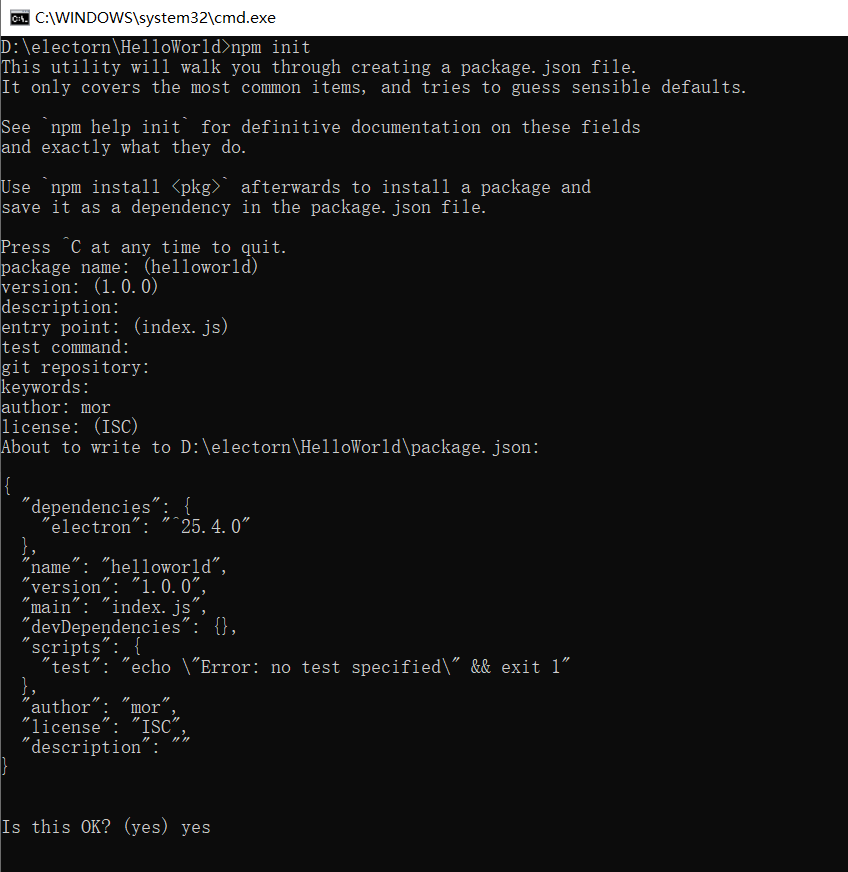 C:\WINDOWS\system32\cmd.exe
D:\electorn\HelloWorld>npm init
This utility will walk you through creating a package.json file.
It only covers the most common items, and tries to guess sensible defaults.
See `npm help init` for definitive documentation on these fields
and exactly what they do.
Use `npm install <pkg>` afterwards to install a package and
save it as a dependency in the package.json file.
Press ^C at any time to quit.
package name: (helloworld)
version: (1.0.0)
description:
entry point: (index.js)
test command:
git repository:
keywords:
author: mor
license: (ISC)
About to write to D:\electorn\HelloWorld\package.json:
{
  "dependencies": {
    "electron": "^25.4.0"
  },
  "name": "helloworld",
  "version": "1.0.0",
  "main": "index.js",
  "devDependencies": {},
  "scripts": {
    "test": "echo \"Error: no test specified\" && exit 1"
  },
  "author": "mor",
  "license": "ISC",
  "description": ""
}
Is this OK? (yes) yes